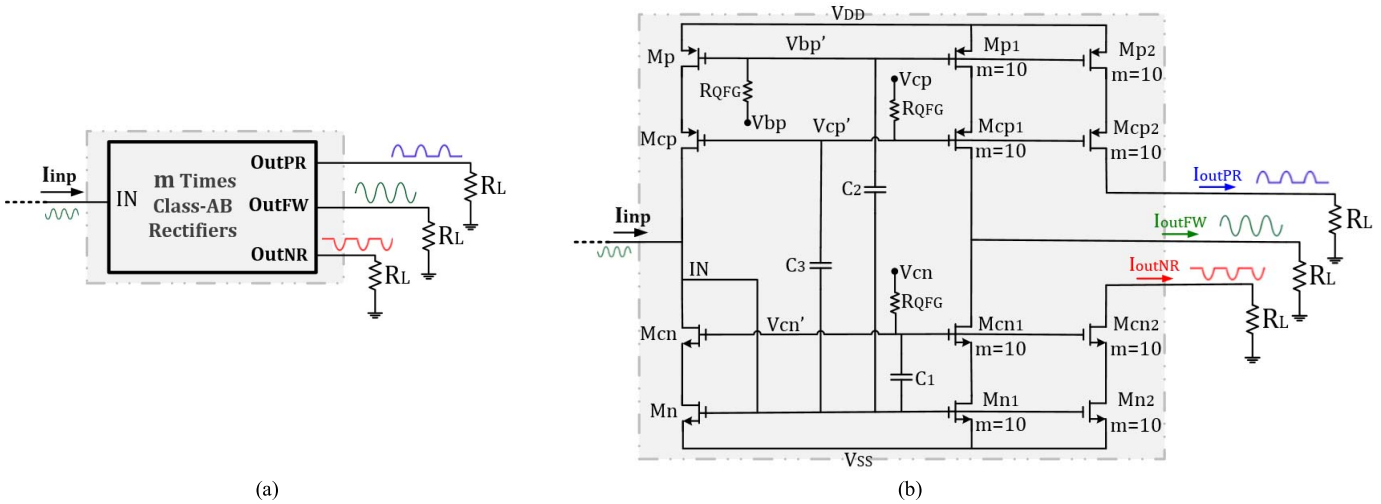 Iinp
IN
m Times
Class-AB
Rectifiers
OutPR
OutFW
OutNR
RL
RL
RL
(a)
VDD
Mp
Vbp’
Mp1
m=10
Mp2
m=10
RQFG
Vbp
Vcp
RQFG
Mcp
Vcp’
Mcp1
m=10
Mcp2
m=10
C2
IoutPR
RL
Iinp
IoutFW
RL
IN
C3
Vcn
RQFG
IoutNR
RL
Mcn
Vcn’
Mcn1
m=10
Mcn2
m=10
C1
Mn
Mn1
m=10
Mn2
m=10
VSS
(b)